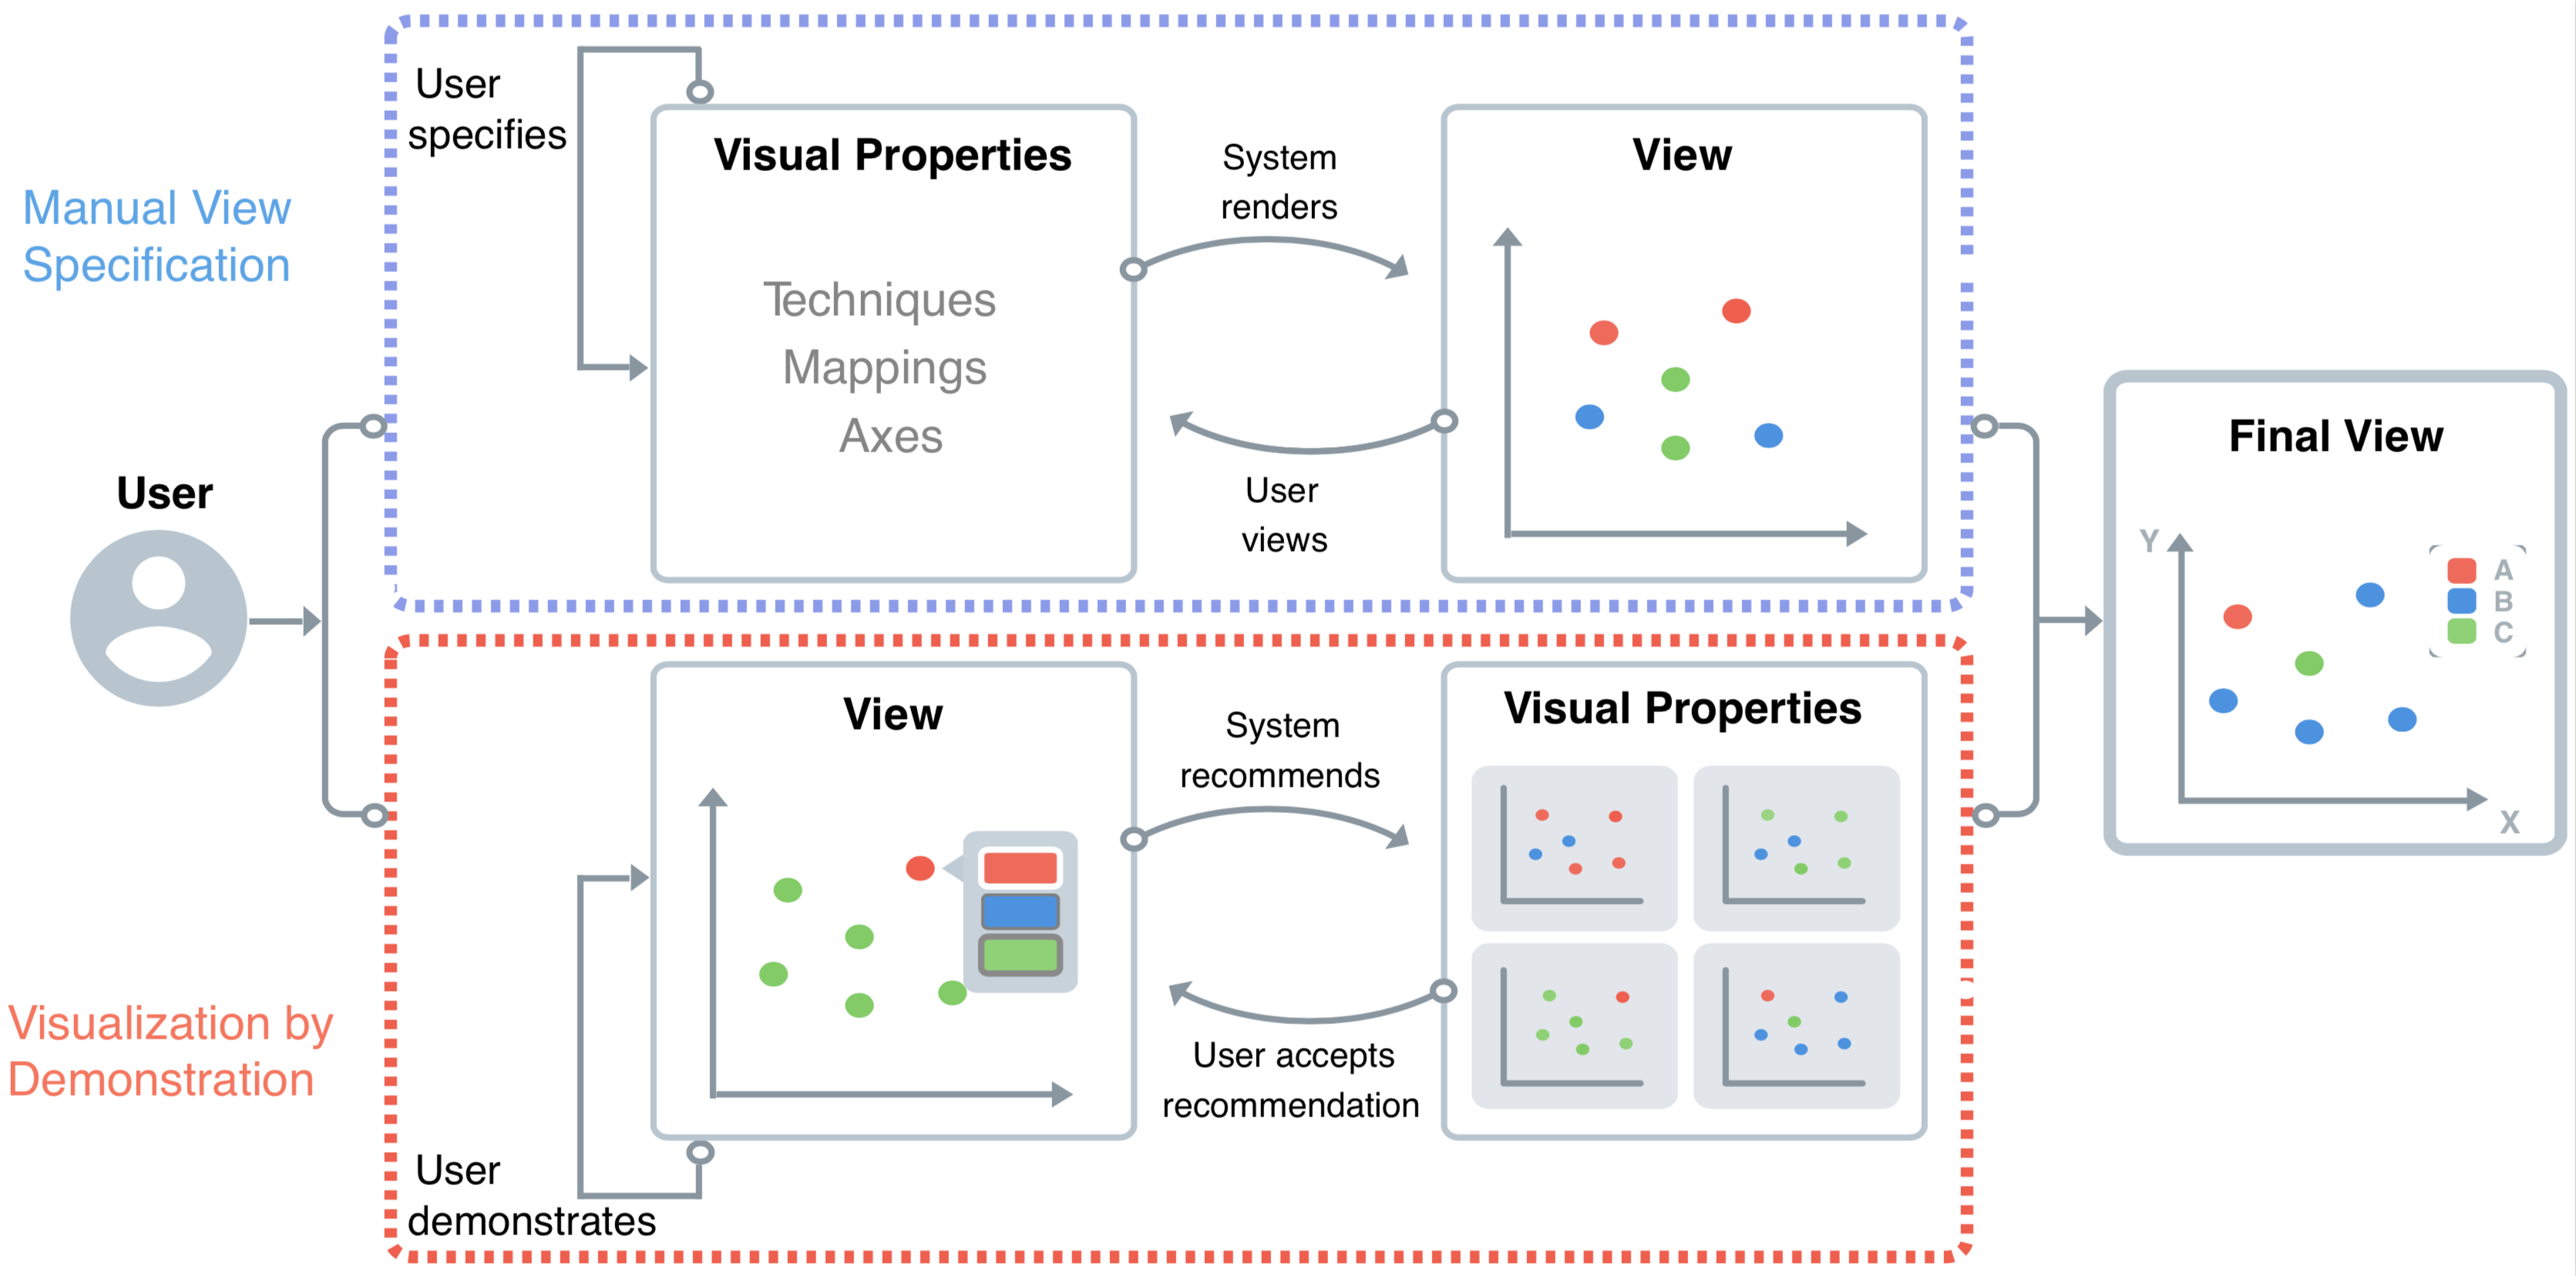 Manual View
Specification
User
specifies
Visual Properties
Techniques
Mappings
Axes
System
renders
User
views
View
User
Visualization by
Demonstration
View
User
demonstrates
System
recommends
User accepts
recommendation
Visual Properties
Final View
Y
A
B
C
X